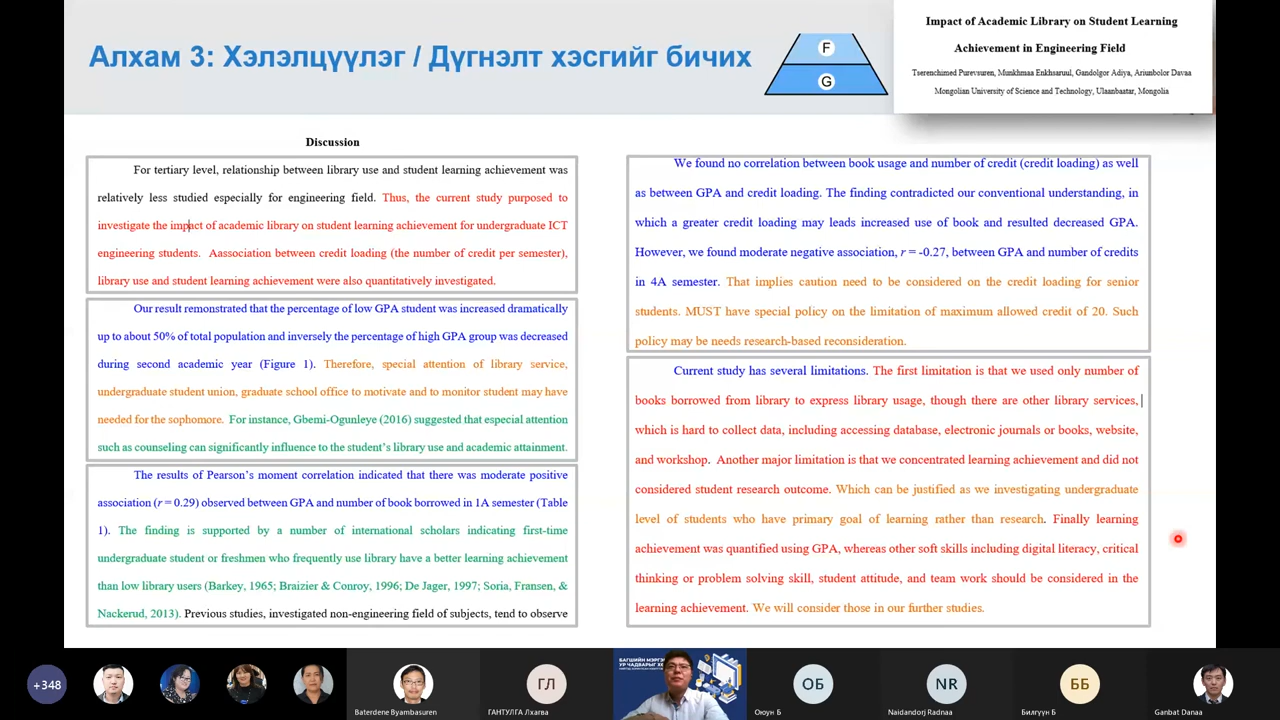 Алхам 3: Хэлэлцүүлэг / Дүгнэлт хэсгийг бичих
F
G
Impact of Academic Library on Student Learning
Achievement in Engineering Field
Tserenchimed Purevsuren, Munkhmaa Enkhsaruul, Gandolgor Adiya, Ariunbolor Davaa
Mongolian University of Science and Technology, Ulaanbaatar, Mongolia
Discussion
For tertiary level, relationship between library use and student learning achievement was
relatively less studied especially for engineering field. Thus, the current study purposed to
investigate the impact of academic library on student learning achievement for undergraduate ICT
engineering students. Aassociation between credit loading (the number of credit per semester),
library use and student learning achievement were also quantitatively investigated.
Our result remonstrated that the percentage of low GPA student was increased dramatically
up to about 50% of total population and inversely the percentage of high GPA group was decreased
during second academic year (Figure 1). Therefore, special attention of library service,
undergraduate student union, graduate school office to motivate and to monitor student may have
needed for the sophomore. For instance, Gbemi-Ogunleye (2016) suggested that especial attention
such as counseling can significantly influence to the student's library use and academic attainment.
The results of Pearson's moment correlation indicated that there was moderate positive
association (r = 0.29) observed between GPA and number of book borrowed in 1A semester (Table
1). The finding is supported by a number of international scholars indicating first-time
undergraduate student or freshmen who frequently use library have a better learning achievement
than low library users (Barkey, 1965; Braizier & Conroy, 1996; De Jager, 1997; Soria, Fransen, &
Nackerud, 2013). Previous studies, investigated non-engineering field of subjects, tend to observe
We found no correlation between book usage and number of credit (credit loading) as well
as between GPA and credit loading. The finding contradicted our conventional understanding, in
which a greater credit loading may leads increased use of book and resulted decreased GPA.
However, we found moderate negative association, r = -0.27, between GPA and number of credits
in 4A semester. That implies caution need to be considered on the credit loading for senior
students. MUST have special policy on the limitation of maximum allowed credit of 20. Such
policy may be needs research-based reconsideration.
Current study has several limitations. The first limitation is that we used only number of
books borrowed from library to express library usage, though there are other library services,
which is hard to collect data, including accessing database, electronic journals or books, website,
and workshop. Another major limitation is that we concentrated learning achievement and did not
considered student research outcome. Which can be justified as we investigating undergraduate
level of students who have primary goal of learning rather than research. Finally learning
achievement was quantified using GPA, whereas other soft skills including digital literacy, critical
thinking or problem solving skill, student attitude, and team work should be considered in the
learning achievement. We will consider those in our further studies.
+348
Baterdene Byambasuren
ГЛ
ГАНТУЛГА Лхагва
ОБ
Оюун Б
NR
Naidandorj Radnaa
ББ
Билгүүн Б
Ganbat Danaa